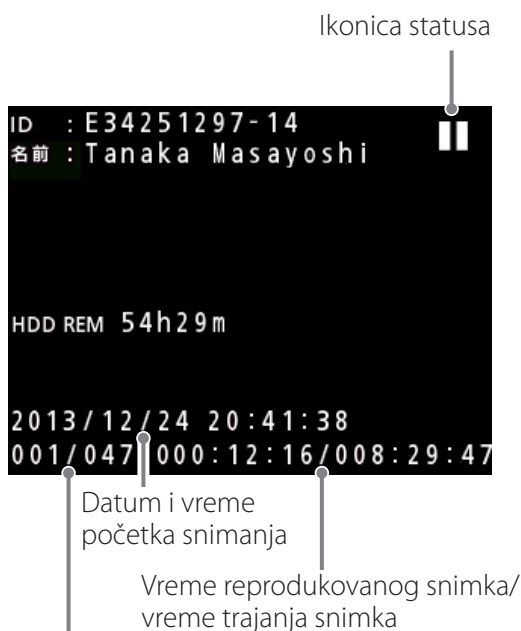 Ikonica statusa
ID : E34251297-14
名前 : Tanaka Masayoshi
HDD REM 54h29m
2013/12/24 20:41:38
001/047 000:12:16/008:29:47
Datum i vreme
početka snimanja
Vreme reprodukovanog snimka/
vreme trajanja snimka